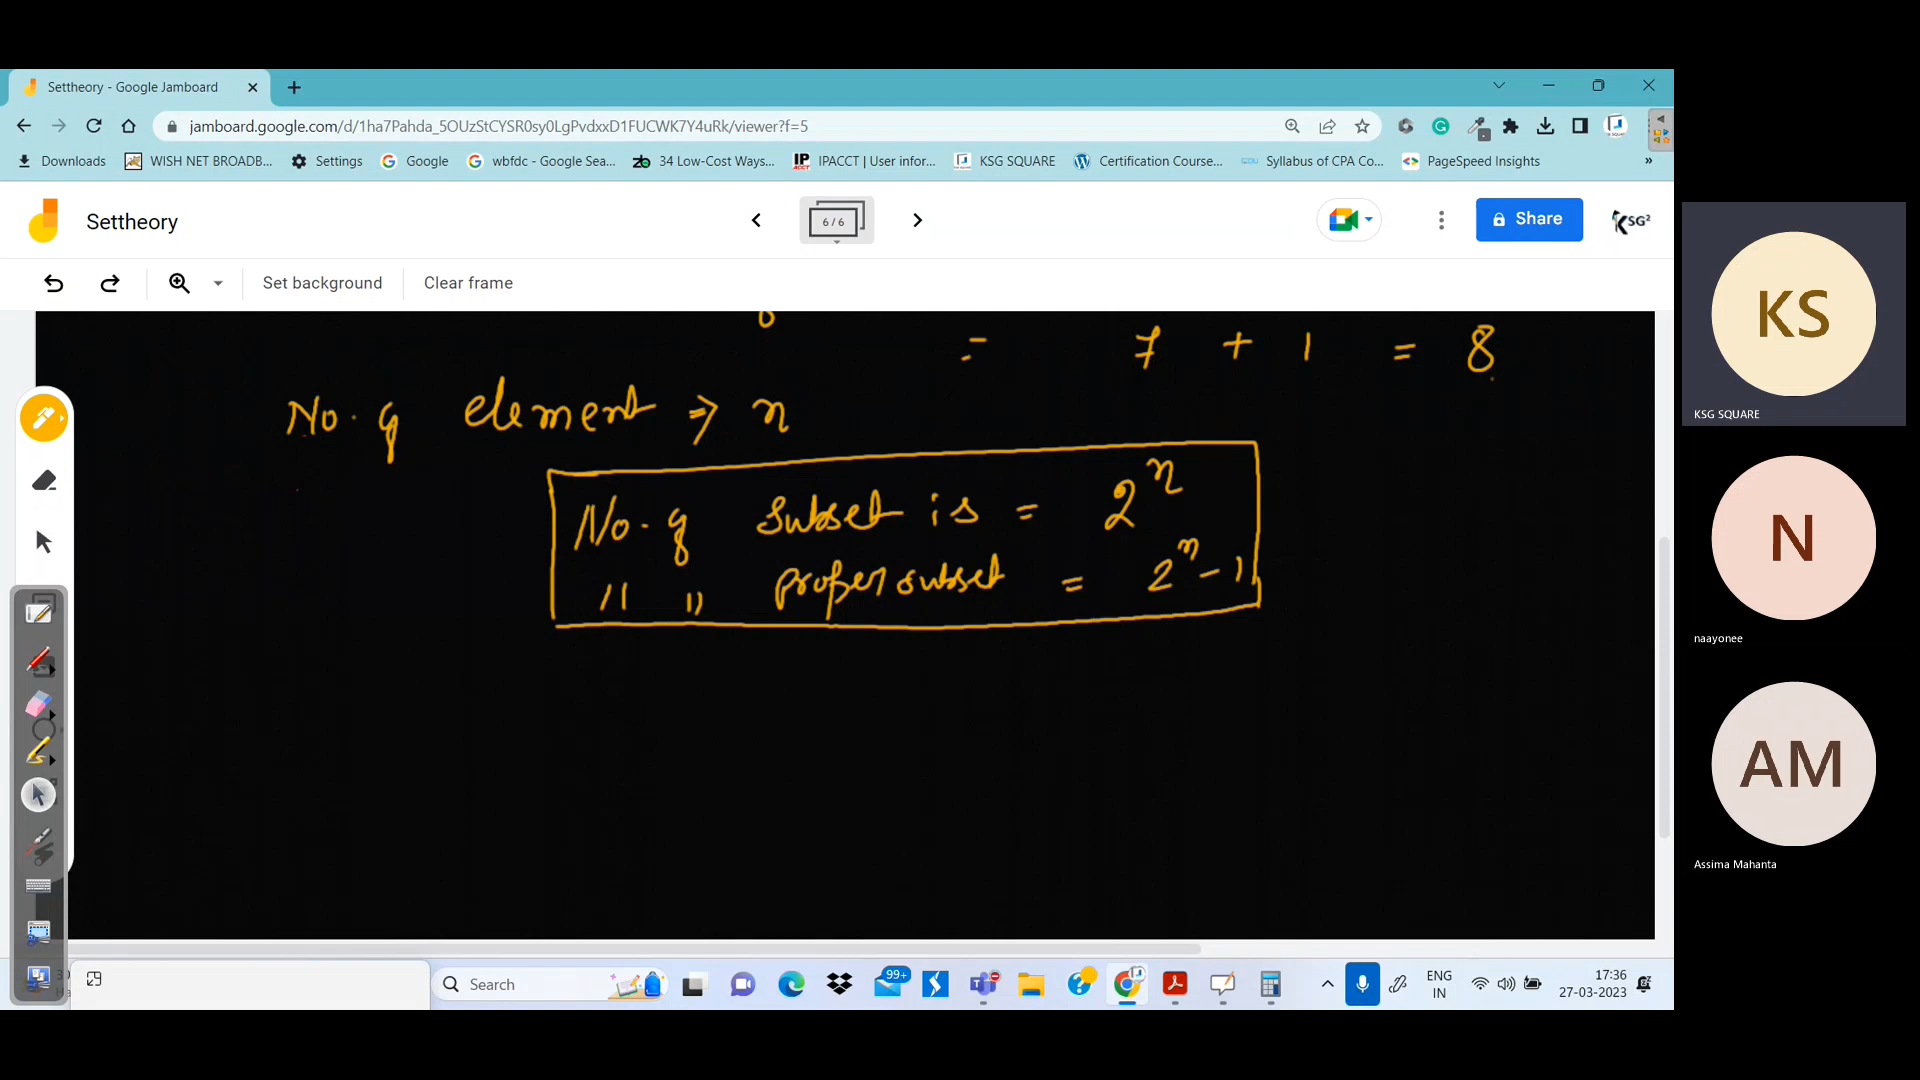 Settheory - Google Jamboard
jamboard.google.com/d/1ha7Pahda_5OUzStCYSR0sy0LgPvdxxD1FUCWK7Y4uRk/viewer?f=5
Downloads WISH NET BROADB... Settings Google wbfdc - Google Sea... 34 Low-Cost Ways... IPACCT | User infor... KSG SQUARE Certification Course... Syllabus of CPA Co... PageSpeed Insights »
Settheory 6 / 6 Share KSG²
Set background Clear frame
= 7 + 1 = 8
No. of element ⇒ n
No. of subset is = 2ⁿ
" " proper subset = 2ⁿ - 1
KS
KSG SQUARE
N
naayonee
AM
Assima Mahanta
Search 99+ ENG IN 17:36 27-03-2023